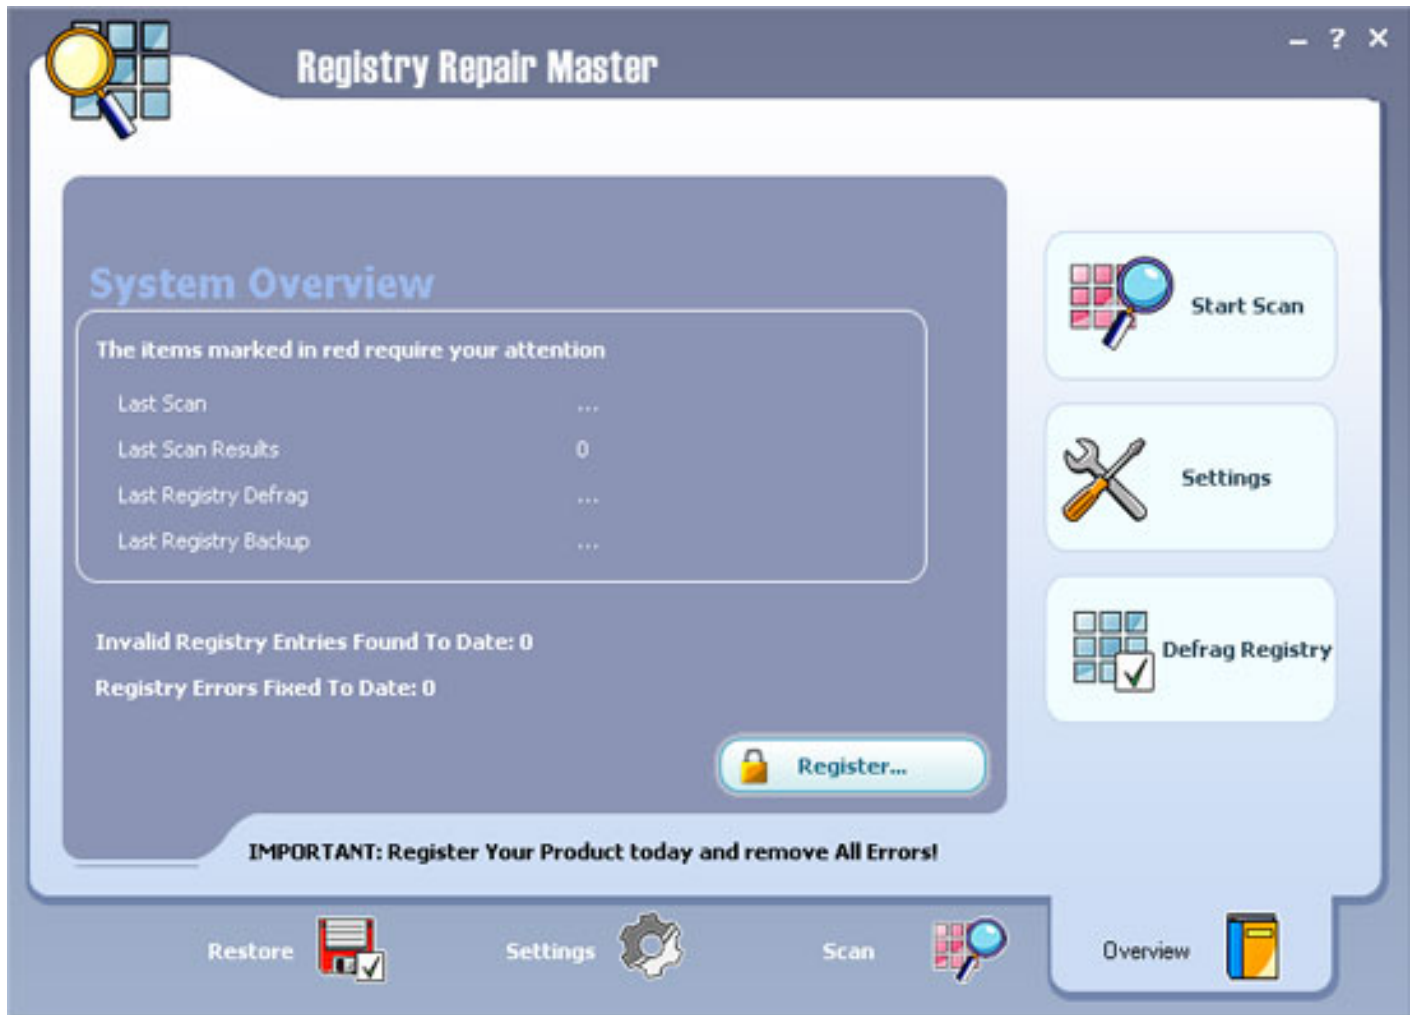 Registry Repair Master
– ? X
System Overview
The items marked in red require your attention
Last Scan ...
Last Scan Results 0
Last Registry Defrag ...
Last Registry Backup ...
Invalid Registry Entries Found To Date: 0
Registry Errors Fixed To Date: 0
Register...
IMPORTANT: Register Your Product today and remove All Errors!
Start Scan
Settings
Defrag Registry
Restore
Settings
Scan
Overview